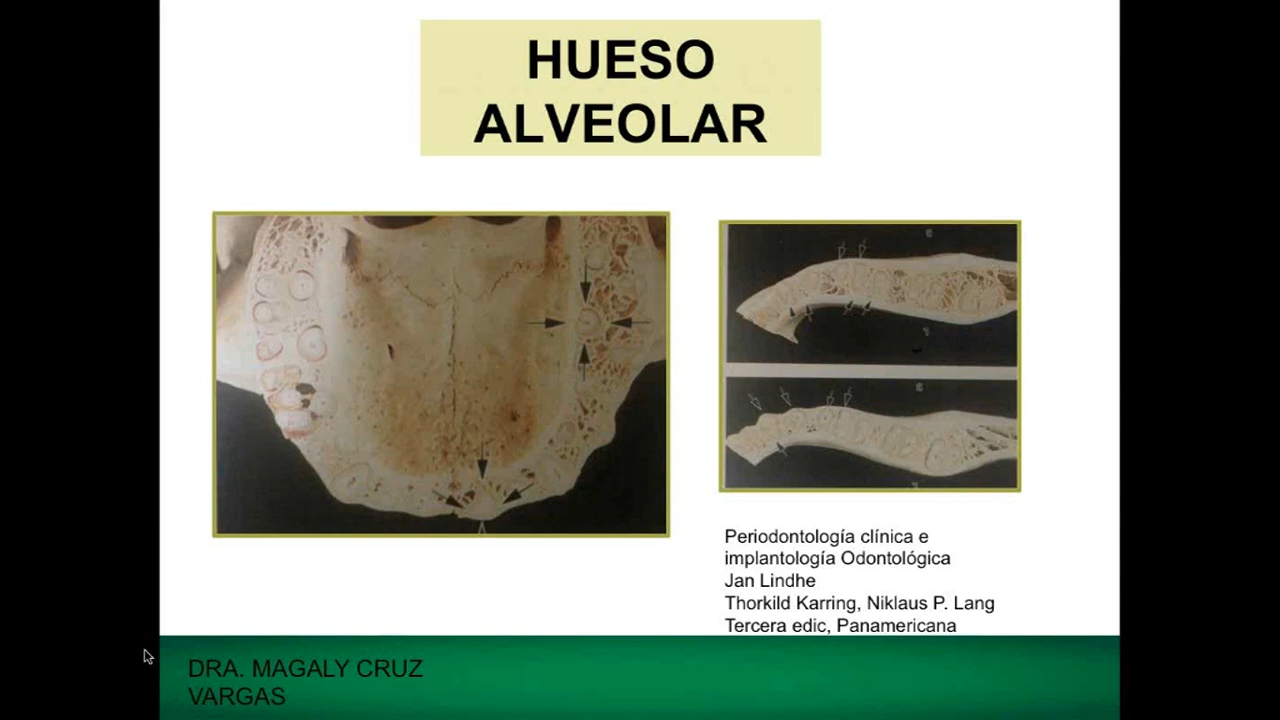 HUESO
ALVEOLAR
Periodontología clínica e
implantología Odontológica
Jan Lindhe
Thorkild Karring, Niklaus P. Lang
Tercera edic, Panamericana
DRA. MAGALY CRUZ
VARGAS